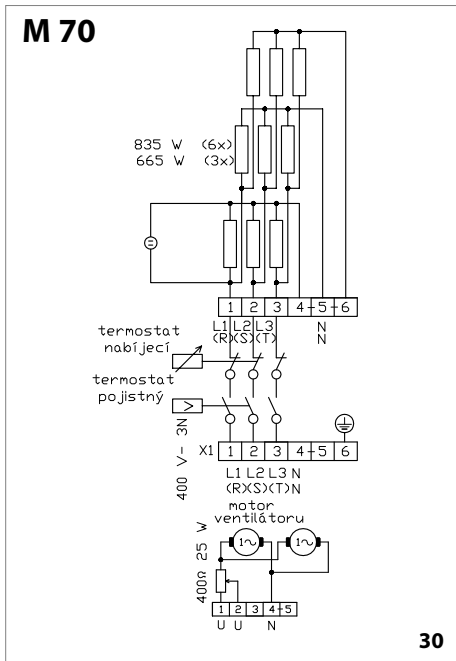 M 70
835 W (6x)
665 W (3x)
1 2 3 4 5 6
L1 L2 L3 N
(R)(S)(T) N
termostat
nabíjecí
termostat
pojistný
400 V~ 3N
X1 1 2 3 4 5 6
L1 L2 L3 N
(R)(S)(T)N
motor
ventilátoru
1~ 1~
400Ω 25 W
1 2 3 4 5
U U N
30